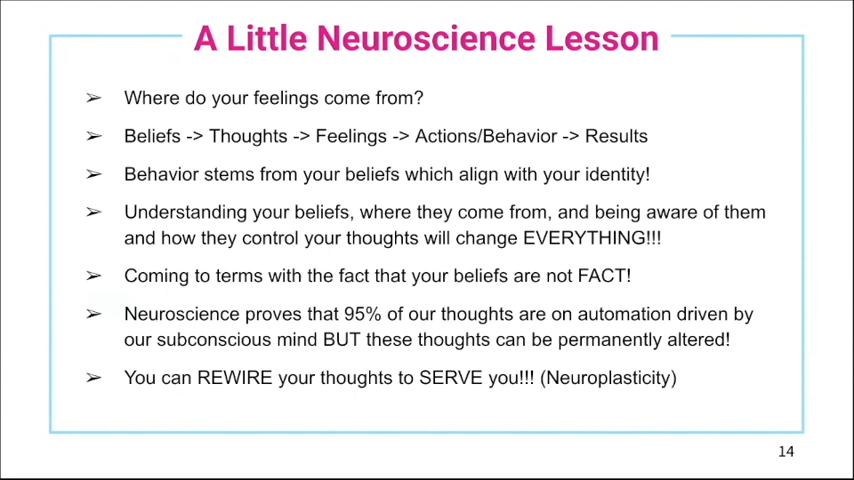 A Little Neuroscience Lesson
➢ Where do your feelings come from?
➢ Beliefs -> Thoughts -> Feelings -> Actions/Behavior -> Results
➢ Behavior stems from your beliefs which align with your identity!
➢ Understanding your beliefs, where they come from, and being aware of them
and how they control your thoughts will change EVERYTHING!!!
➢ Coming to terms with the fact that your beliefs are not FACT!
➢ Neuroscience proves that 95% of our thoughts are on automation driven by
our subconscious mind BUT these thoughts can be permanently altered!
➢ You can REWIRE your thoughts to SERVE you!!! (Neuroplasticity)
14